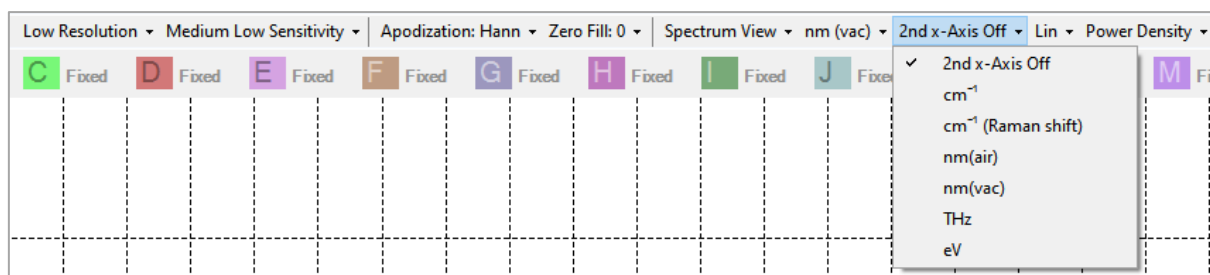 Low Resolution Medium Low Sensitivity Apodization: Hann Zero Fill: 0 Spectrum View nm (vac) 2nd x-Axis Off Lin Power Density
C Fixed D Fixed E Fixed F Fixed G Fixed H Fixed I Fixed J Fixe M Fi
✓ 2nd x-Axis Off
cm⁻¹
cm⁻¹ (Raman shift)
nm(air)
nm(vac)
THz
eV